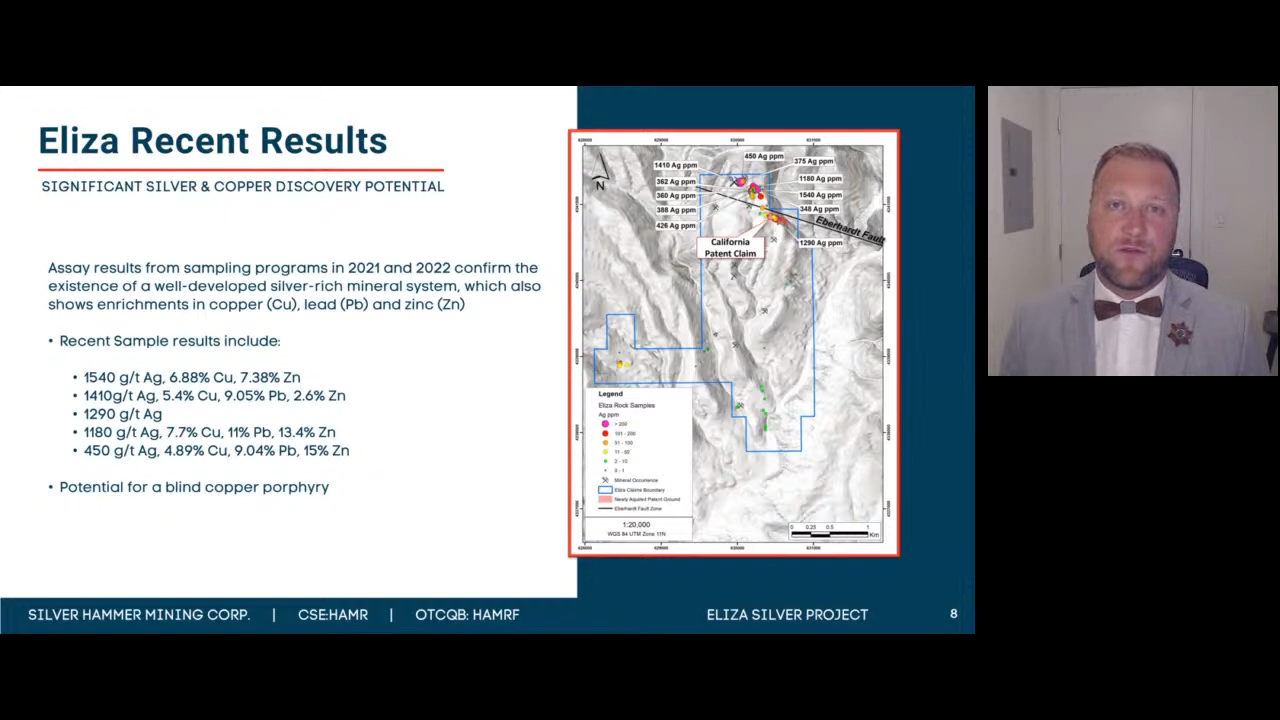 Eliza Recent Results
SIGNIFICANT SILVER & COPPER DISCOVERY POTENTIAL
Assay results from sampling programs in 2021 and 2022 confirm the
existence of a well-developed silver-rich mineral system, which also
shows enrichments in copper (Cu), lead (Pb) and zinc (Zn)
• Recent Sample results include:
• 1540 g/t Ag, 6.88% Cu, 7.38% Zn
• 1410g/t Ag, 5.4% Cu, 9.05% Pb, 2.6% Zn
• 1290 g/t Ag
• 1180 g/t Ag, 7.7% Cu, 11% Pb, 13.4% Zn
• 450 g/t Ag, 4.89% Cu, 9.04% Pb, 15% Zn
• Potential for a blind copper porphyry
N
1410 Ag ppm
362 Ag ppm
360 Ag ppm
388 Ag ppm
426 Ag ppm
450 Ag ppm
375 Ag ppm
1180 Ag ppm
1540 Ag ppm
348 Ag ppm
1290 Ag ppm
Eberhardt Fault
California
Patent Claim
Legend
Eliza Rock Samples
Ag ppm
> 200
101 - 200
51 - 100
2 - 10
0 - 1
Mineral Occurrence
Eliza Claims Boundary
Newly Aquired Patent Ground
Eberhardt Fault Zone
1:20,000
WGS 84 UTM Zone 11N
0 0.25 0.5 1
Km
SILVER HAMMER MINING CORP. | CSE:HAMR | OTCQB: HAMRF
ELIZA SILVER PROJECT
8